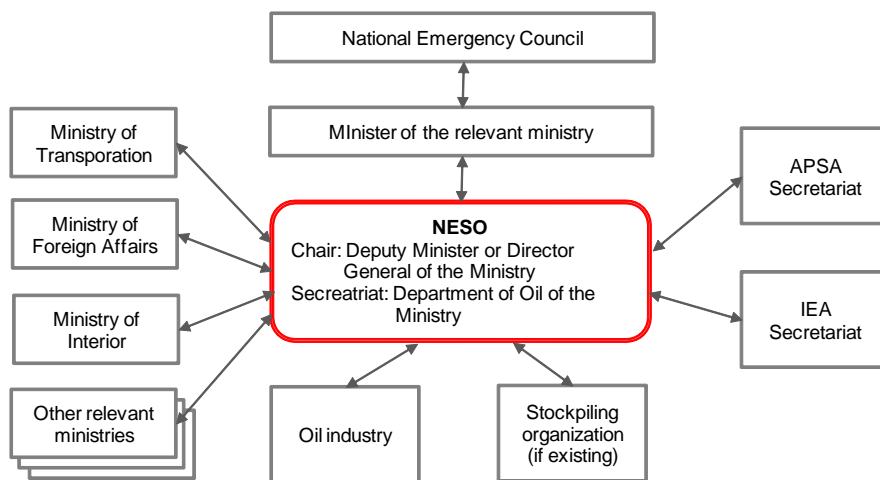 National Emergency Council
MInister of the relevant ministry
Ministry of
Transporation
Ministry of
Foreign Affairs
Ministry of
Interior
Other relevant
ministries
NESO
Chair: Deputy Minister or Director
General of the Ministry
Secreatriat: Department of Oil of the
Ministry
APSA
Secretariat
IEA
Secretariat
Oil industry
Stockpiling
organization
(if existing)